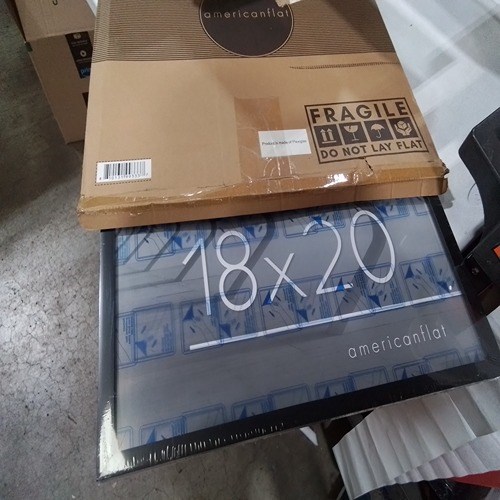 americanflat
FRAGILE
DO NOT LAY FLAT
18x20
americanflat